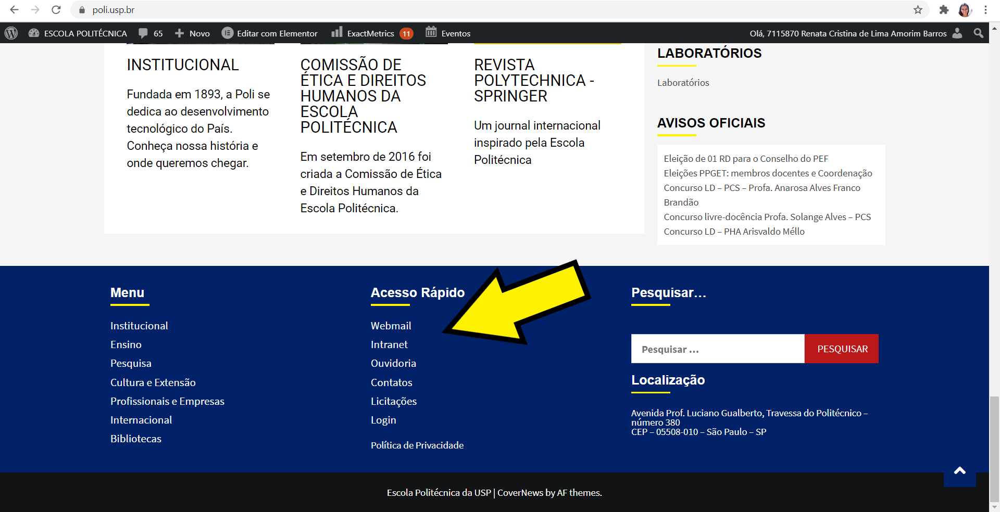 poli.usp.br
ESCOLA POLITÉCNICA 65 Novo Editar com Elementor ExactMetrics 11 Eventos Olá, 7115870 Renata Cristina de Lima Amorim Barros
INSTITUCIONAL
Fundada em 1893, a Poli se
dedica ao desenvolvimento
tecnológico do País.
Conheça nossa história e
onde queremos chegar.
COMISSÃO DE
ÉTICA E DIREITOS
HUMANOS DA
ESCOLA
POLITÉCNICA
Em setembro de 2016 foi
criada a Comissão de Ética
e Direitos Humanos da
Escola Politécnica.
REVISTA
POLYTECHNICA -
SPRINGER
Um journal internacional
inspirado pela Escola
Politécnica
LABORATÓRIOS
Laboratórios
AVISOS OFICIAIS
Eleição de 01 RD para o Conselho do PEF
Eleições PPGET: membros docentes e Coordenação
Concurso LD – PCS – Profa. Anarosa Alves Franco
Brandão
Concurso livre-docência Profa. Solange Alves – PCS
Concurso LD – PHA Arisvaldo Méllo
Menu
Institucional
Ensino
Pesquisa
Cultura e Extensão
Profissionais e Empresas
Internacional
Bibliotecas
Acesso Rápido
Webmail
Intranet
Ouvidoria
Contatos
Licitações
Login
Política de Privacidade
Pesquisar...
Pesquisar ... PESQUISAR
Localização
Avenida Prof. Luciano Gualberto, Travessa do Politécnico –
número 380
CEP – 05508-010 – São Paulo – SP
Escola Politécnica da USP | CoverNews by AF themes.